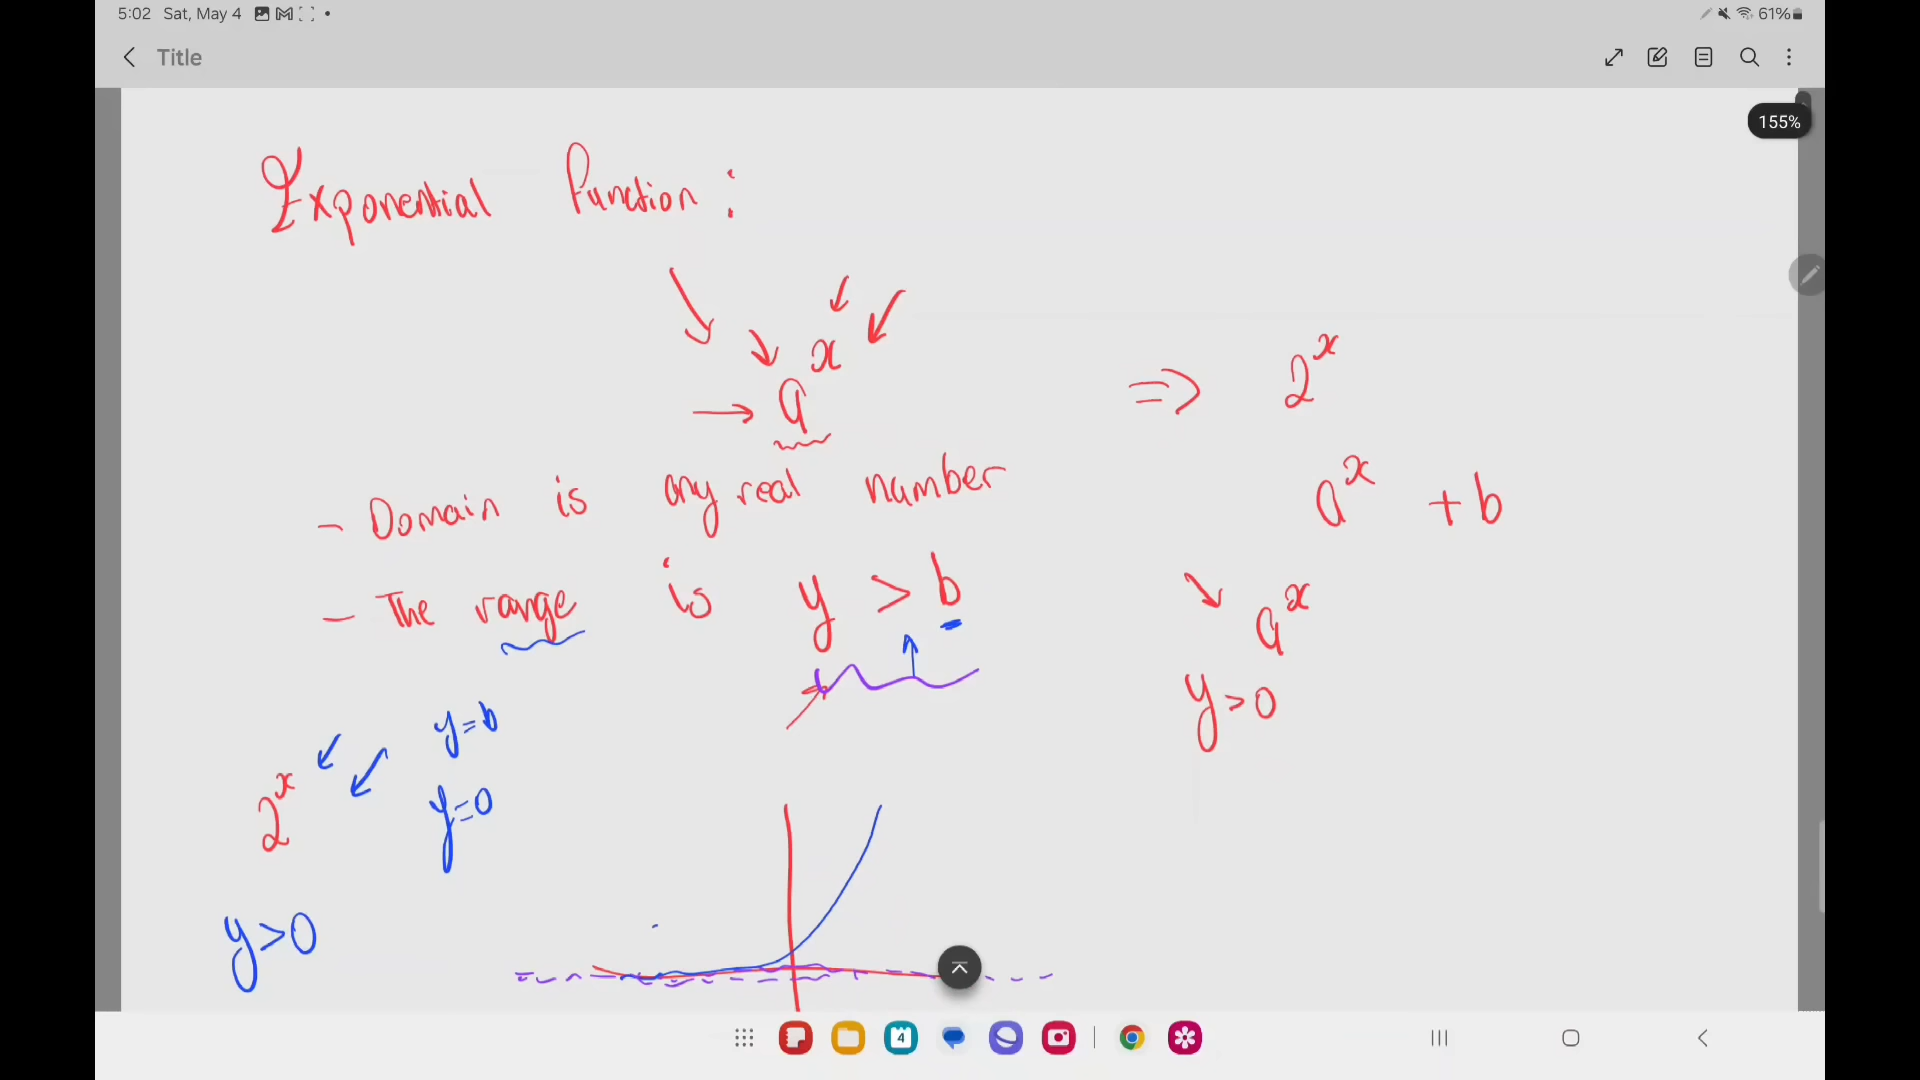 5:02 Sat, May 4
61%
Title
155%
Exponential Function:
a^x
=> 2^x
- Domain is any real number
a^x + b
- The range is y > b
a^x
y > 0
y = b
2^x
y = 0
y > 0
4